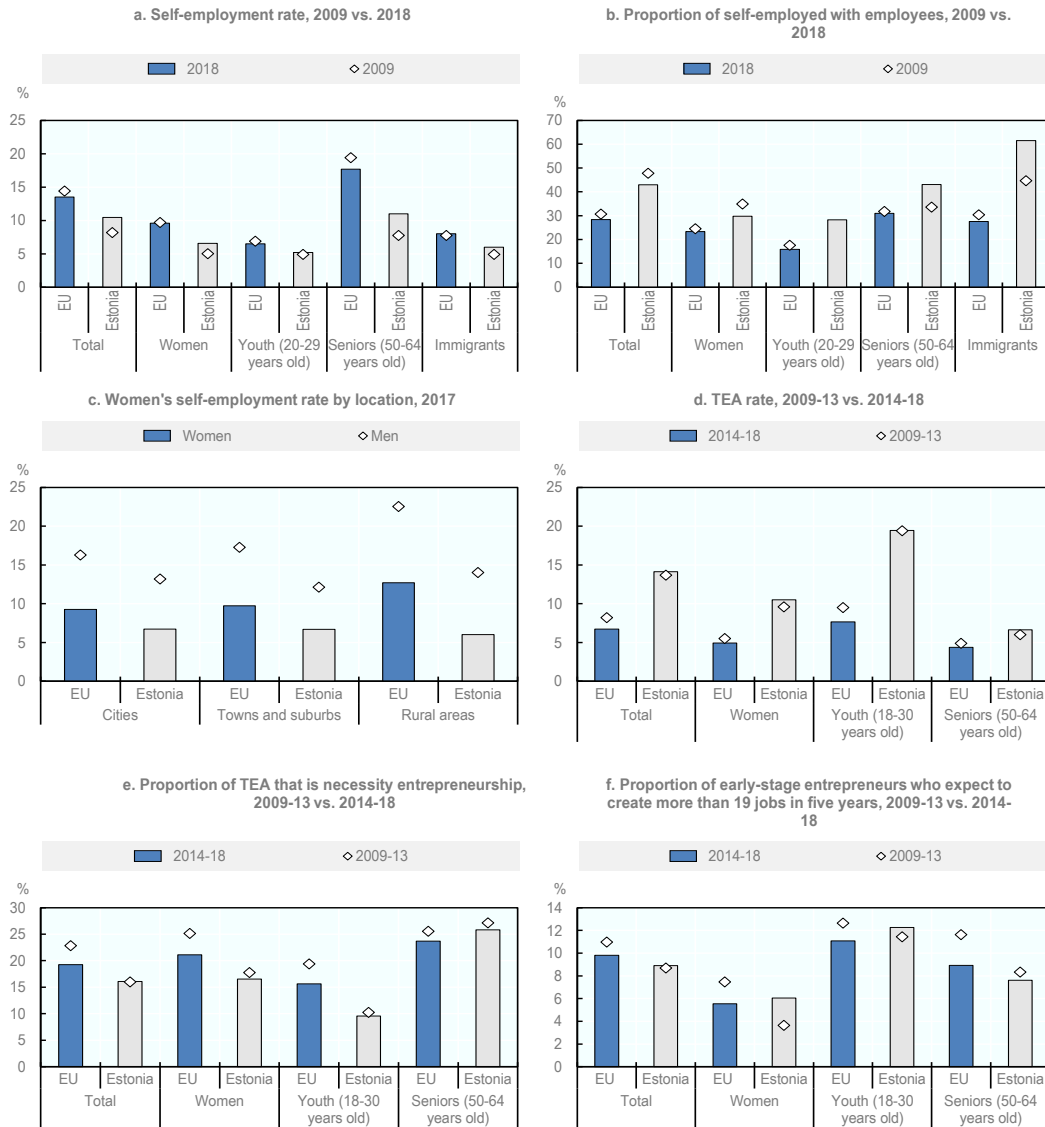 a. Self-employment rate, 2009 vs. 2018
2018 2009
%
25
20
15
10
5
0
EU Estonia EU Estonia EU Estonia EU Estonia EU Estonia
Total Women Youth (20-29 years old) Seniors (50-64 years old) Immigrants
b. Proportion of self-employed with employees, 2009 vs.
2018
2018 2009
%
70
60
50
40
30
20
10
0
EU Estonia EU Estonia EU Estonia EU Estonia EU Estonia
Total Women Youth (20-29 years old) Seniors (50-64 years old) Immigrants
c. Women's self-employment rate by location, 2017
Women Men
%
25
20
15
10
5
0
EU Estonia EU Estonia EU Estonia
Cities Towns and suburbs Rural areas
d. TEA rate, 2009-13 vs. 2014-18
2014-18 2009-13
%
25
20
15
10
5
0
EU Estonia EU Estonia EU Estonia EU Estonia
Total Women Youth (18-30 years old) Seniors (50-64 years old)
e. Proportion of TEA that is necessity entrepreneurship,
2009-13 vs. 2014-18
2014-18 2009-13
%
30
25
20
15
10
5
0
EU Estonia EU Estonia EU Estonia EU Estonia
Total Women Youth (18-30 years old) Seniors (50-64 years old)
f. Proportion of early-stage entrepreneurs who expect to
create more than 19 jobs in five years, 2009-13 vs. 2014-
18
2014-18 2009-13
%
14
12
10
8
6
4
2
0
EU Estonia EU Estonia EU Estonia EU Estonia
Total Women Youth (18-30 years old) Seniors (50-64 years old)